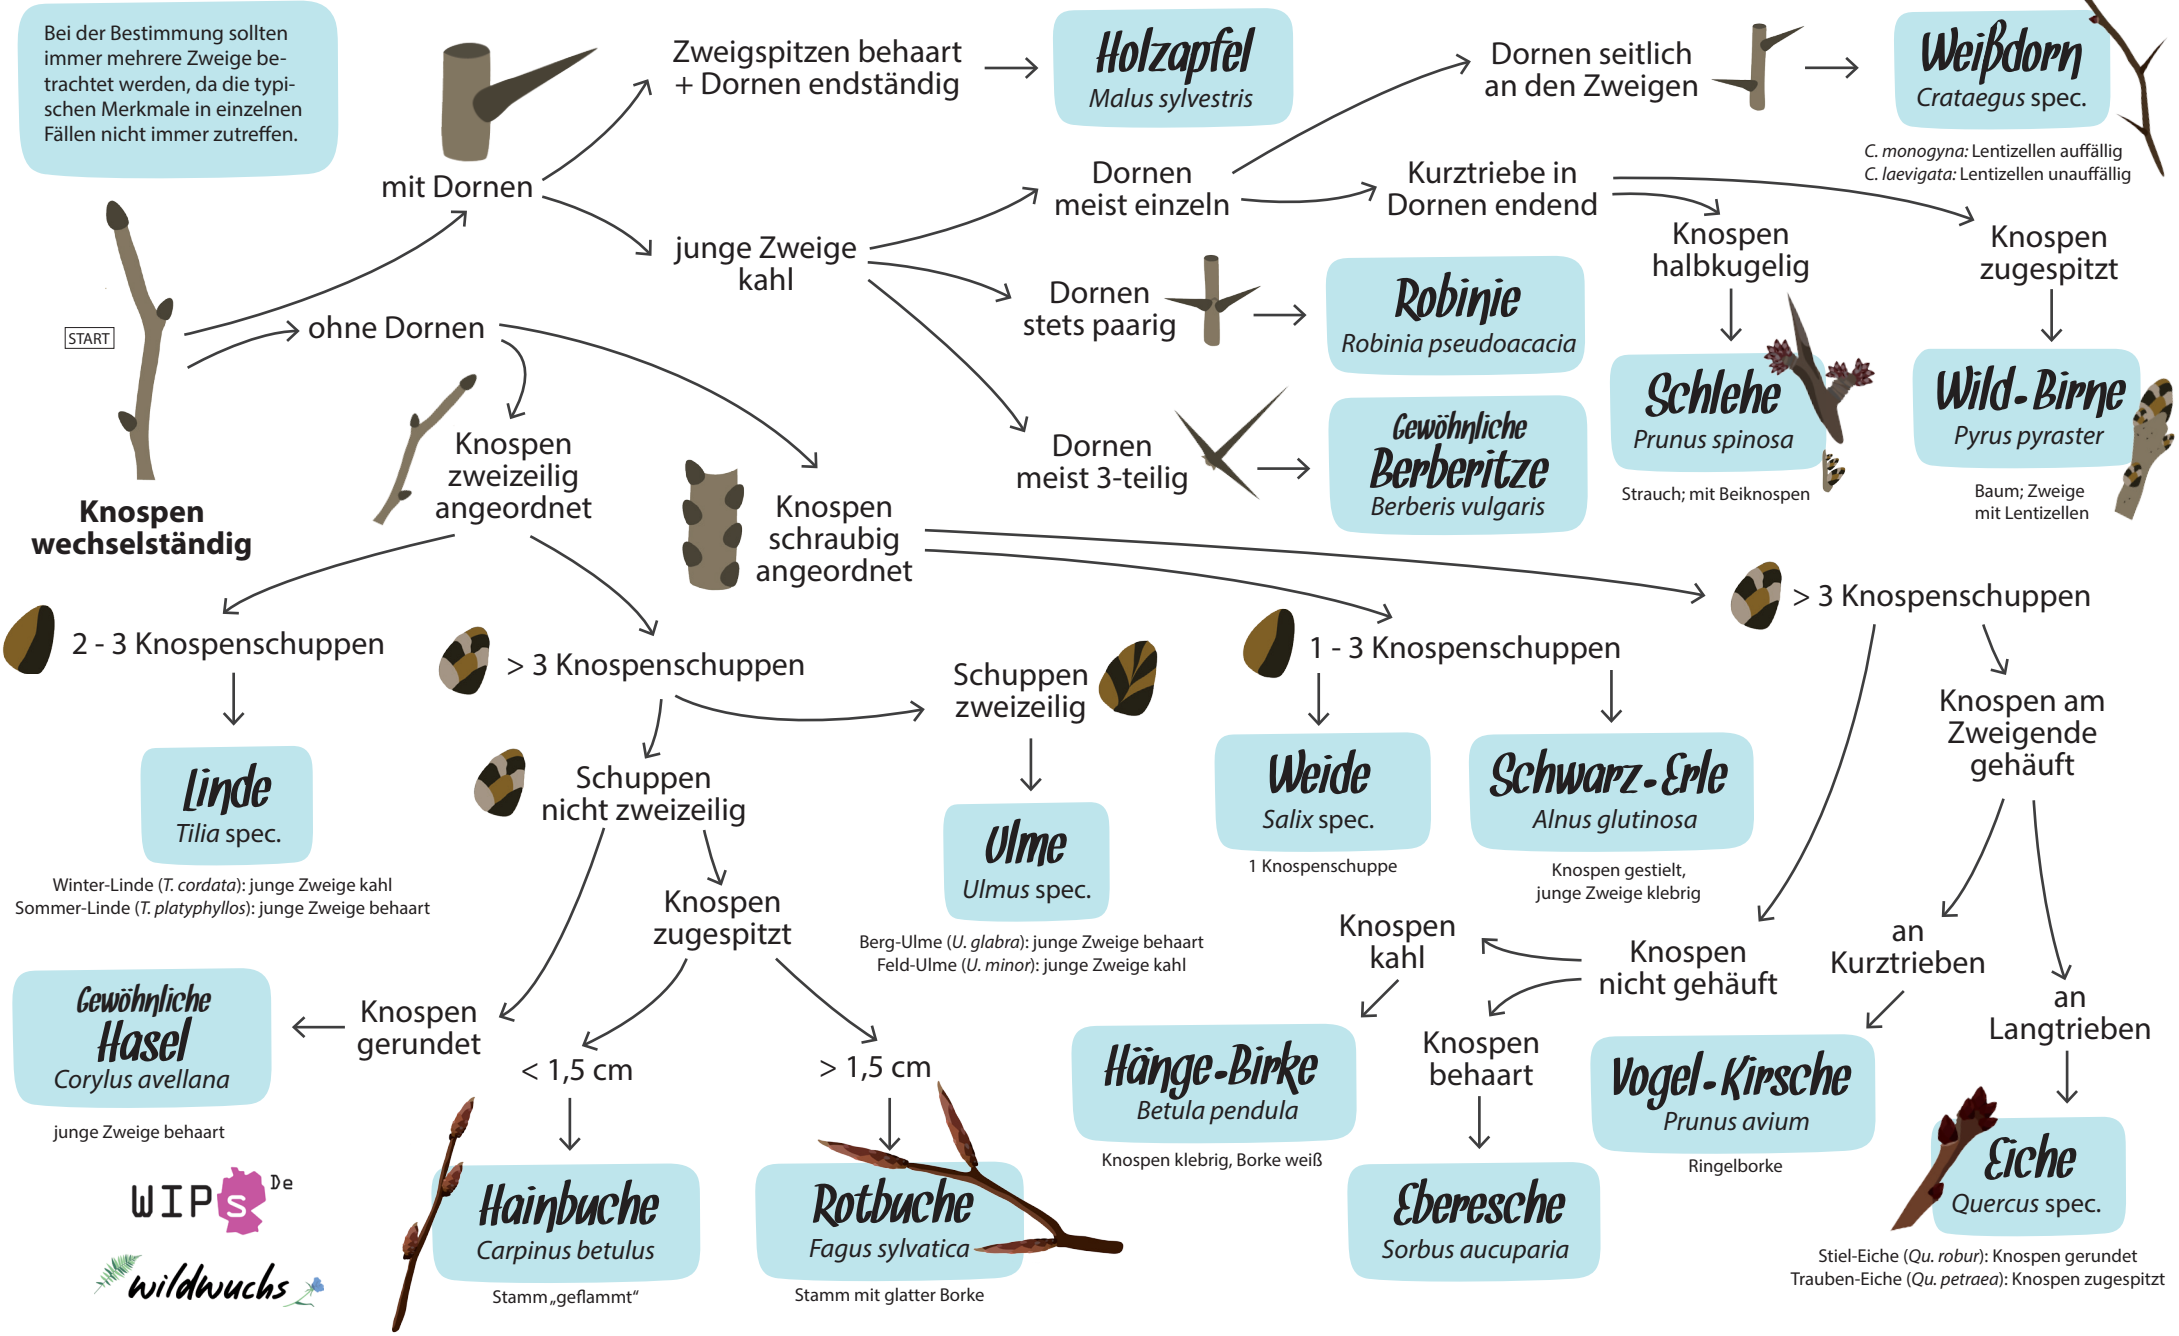 Bei der Bestimmung sollten
immer mehrere Zweige be-
trachtet werden, da die typi-
schen Merkmale in einzelnen
Fällen nicht immer zutreffen.
START
Knospen
wechselständig
mit Dornen
Zweigspitzen behaart
+ Dornen endständig
Holzapfel
Malus sylvestris
junge Zweige
kahl
Dornen
meist einzeln
Dornen seitlich
an den Zweigen
Weißdorn
Crataegus spec.
C. monogyna: Lentizellen auffällig
C. laevigata: Lentizellen unauffällig
Kurztriebe in
Dornen endend
Knospen
halbkugelig
Schlehe
Prunus spinosa
Strauch; mit Beiknospen
Knospen
zugespitzt
Wild-Birne
Pyrus pyraster
Baum; Zweige
mit Lentizellen
Dornen
stets paarig
Robinie
Robinia pseudoacacia
Dornen
meist 3-teilig
Gewöhnliche
Berberitze
Berberis vulgaris
ohne Dornen
Knospen
zweizeilig
angeordnet
Knospen
schraubig
angeordnet
2 - 3 Knospenschuppen
Linde
Tilia spec.
Winter-Linde (T. cordata): junge Zweige kahl
Sommer-Linde (T. platyphyllos): junge Zweige behaart
> 3 Knospenschuppen
Schuppen
zweizeilig
Ulme
Ulmus spec.
Berg-Ulme (U. glabra): junge Zweige behaart
Feld-Ulme (U. minor): junge Zweige kahl
Schuppen
nicht zweizeilig
Knospen
gerundet
Gewöhnliche
Hasel
Corylus avellana
junge Zweige behaart
Knospen
zugespitzt
< 1,5 cm
Hainbuche
Carpinus betulus
Stamm „geflammt“
> 1,5 cm
Rotbuche
Fagus sylvatica
Stamm mit glatter Borke
1 - 3 Knospenschuppen
Weide
Salix spec.
1 Knospenschuppe
Schwarz-Erle
Alnus glutinosa
Knospen gestielt,
junge Zweige klebrig
> 3 Knospenschuppen
Knospen
nicht gehäuft
Knospen
kahl
Hänge-Birke
Betula pendula
Knospen klebrig, Borke weiß
Knospen
behaart
Eberesche
Sorbus aucuparia
Knospen am
Zweigende
gehäuft
an
Kurztrieben
Vogel-Kirsche
Prunus avium
Ringelborke
an
Langtrieben
Eiche
Quercus spec.
Stiel-Eiche (Qu. robur): Knospen gerundet
Trauben-Eiche (Qu. petraea): Knospen zugespitzt
WIPs De
wildwuchs